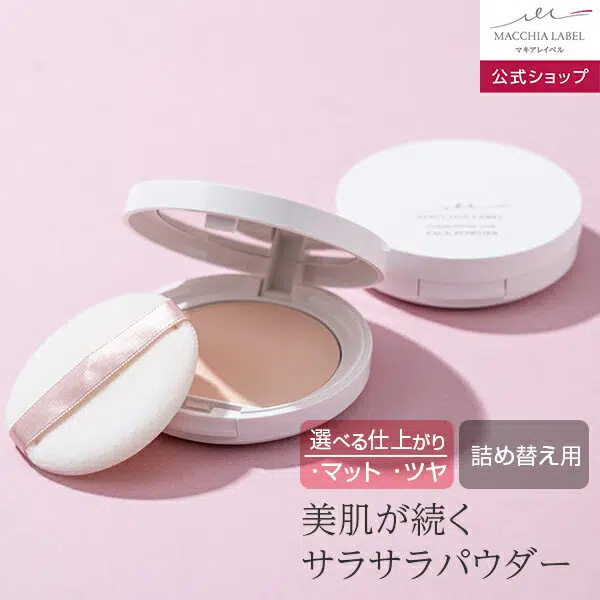 MACCHIA LABEL
マキアレイベル
公式ショップ
MACCHIA LABEL
FACE POWDER
選べる仕上がり
・マット ・ツヤ
詰め替え用
美肌が続く
サラサラパウダー